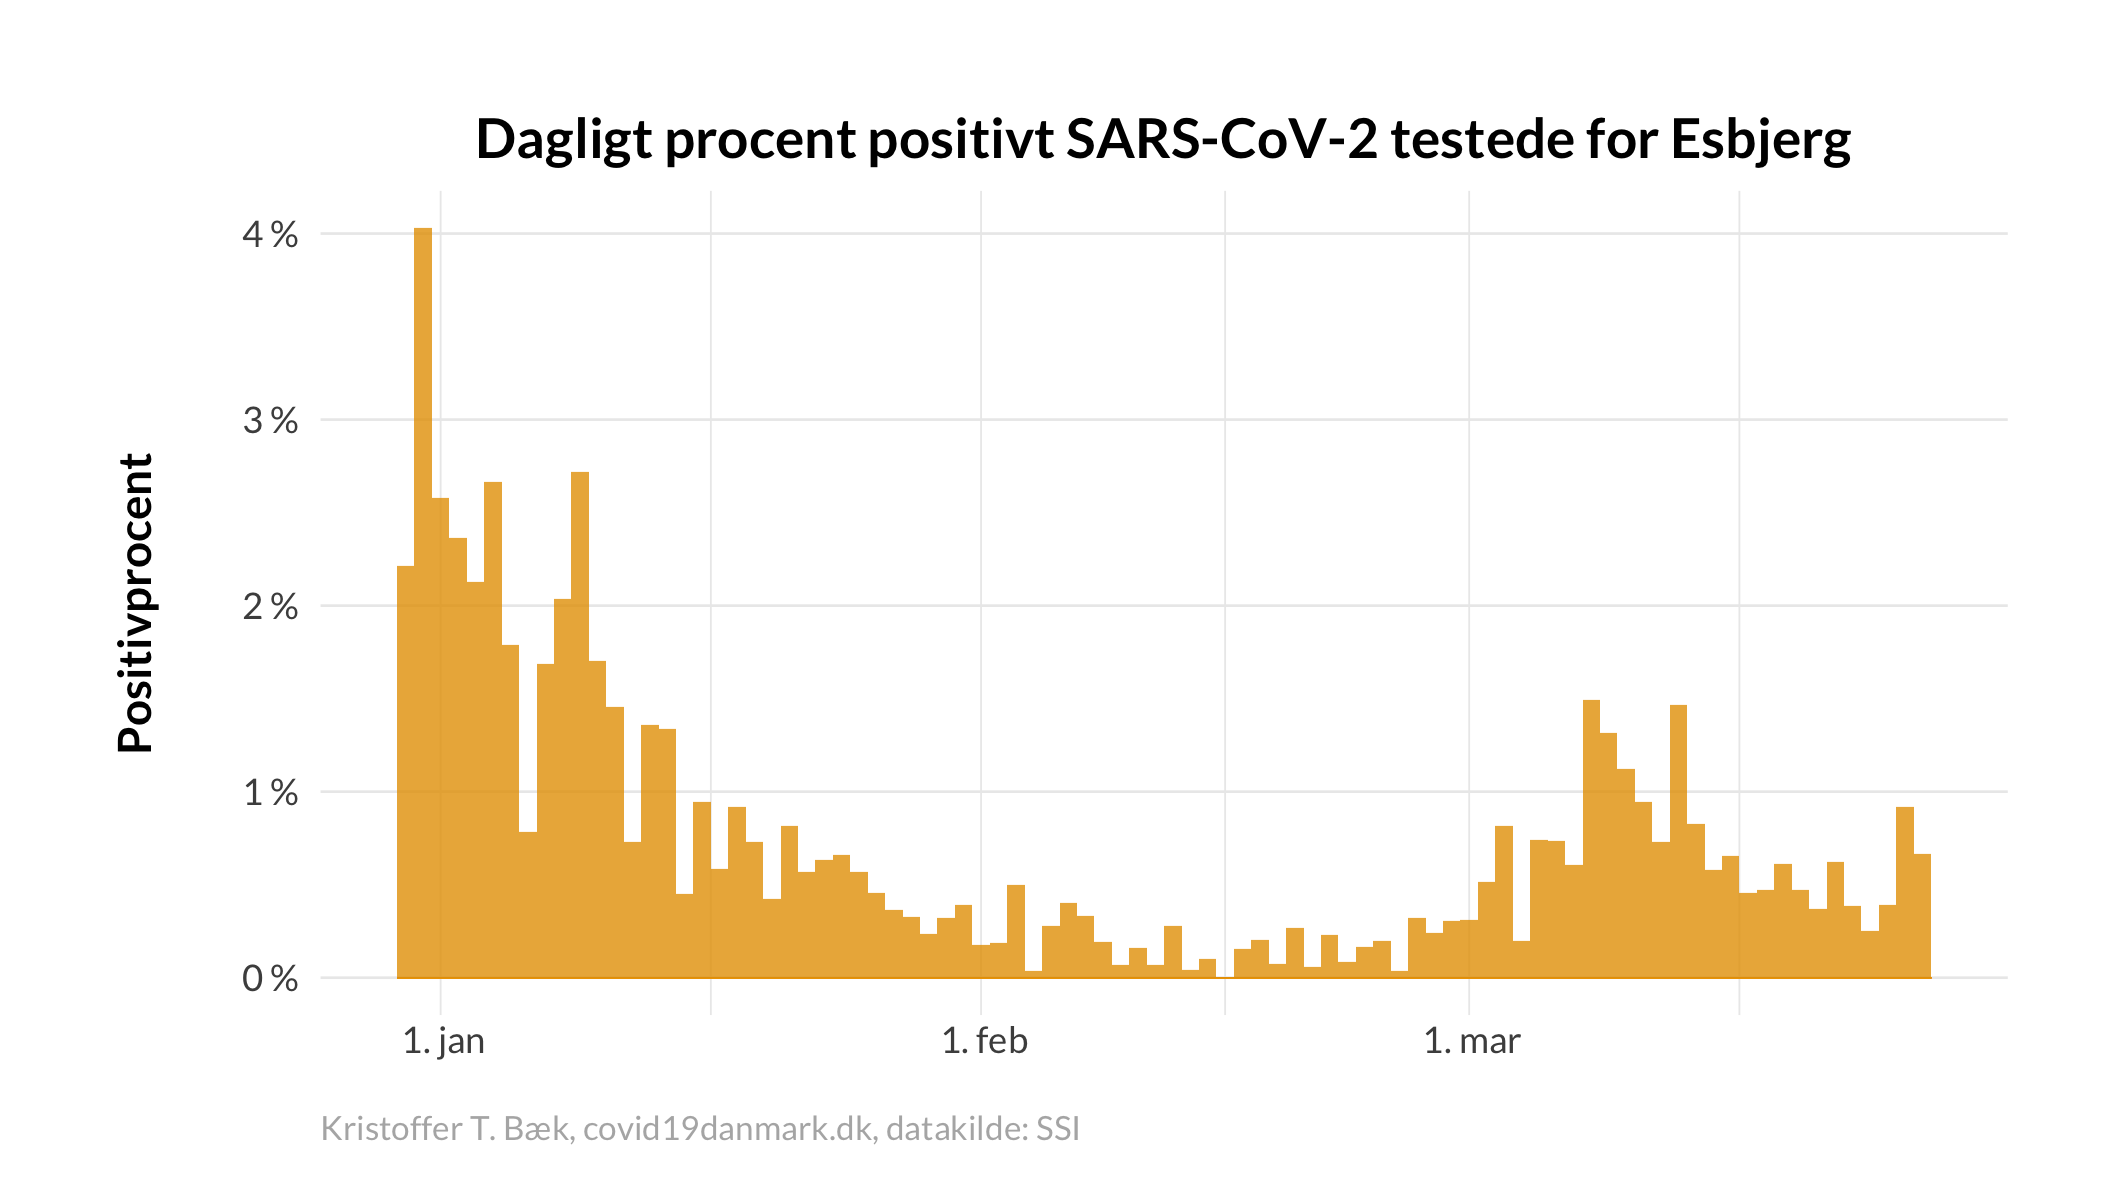 Dagligt procent positivt SARS-CoV-2 testede for Esbjerg
Positivprocent
4 %
3 %
2 %
1 %
0 %
1. jan
1. feb
1. mar
Kristoffer T. Bæk, covid19danmark.dk, datakilde: SSI